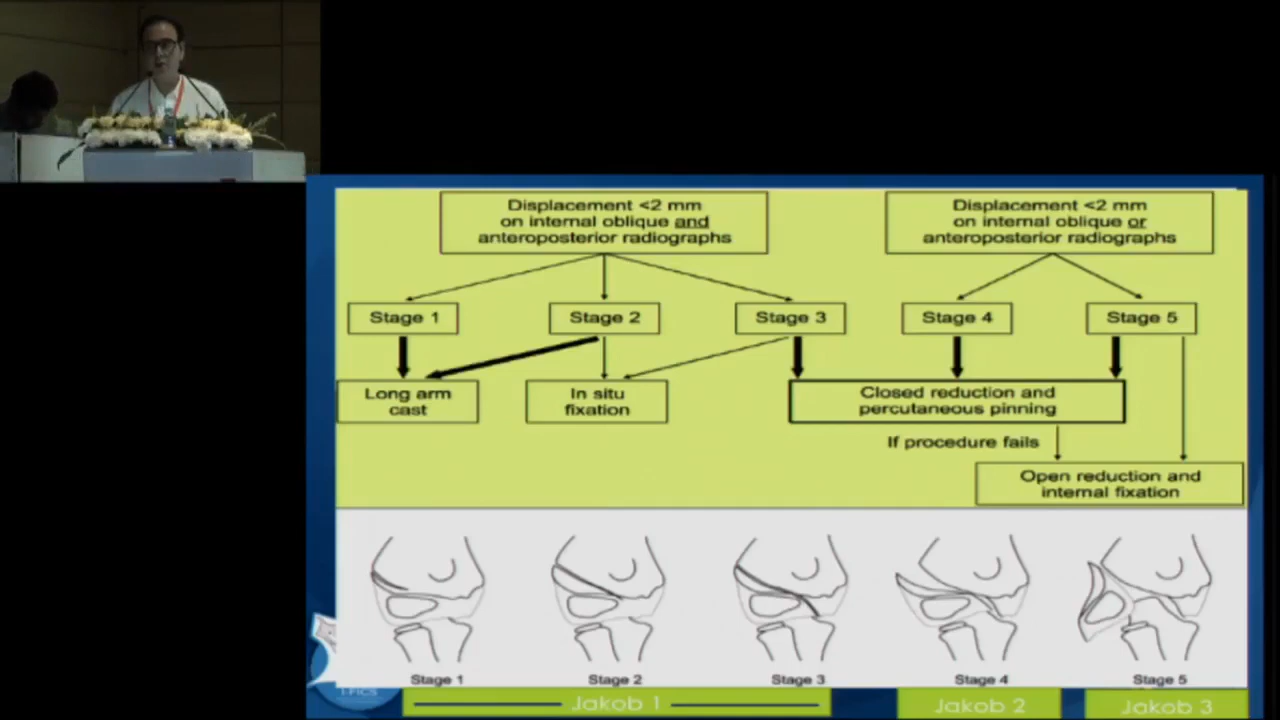 Displacement <2 mm
on internal oblique and
anteroposterior radiographs
Displacement <2 mm
on internal oblique or
anteroposterior radiographs
Stage 1
Stage 2
Stage 3
Stage 4
Stage 5
Long arm
cast
In situ
fixation
Closed reduction and
percutaneous pinning
If procedure fails
Open reduction and
internal fixation
Stage 1
Stage 2
Stage 3
Stage 4
Stage 5
Jakob 1
Jakob 2
Jakob 3